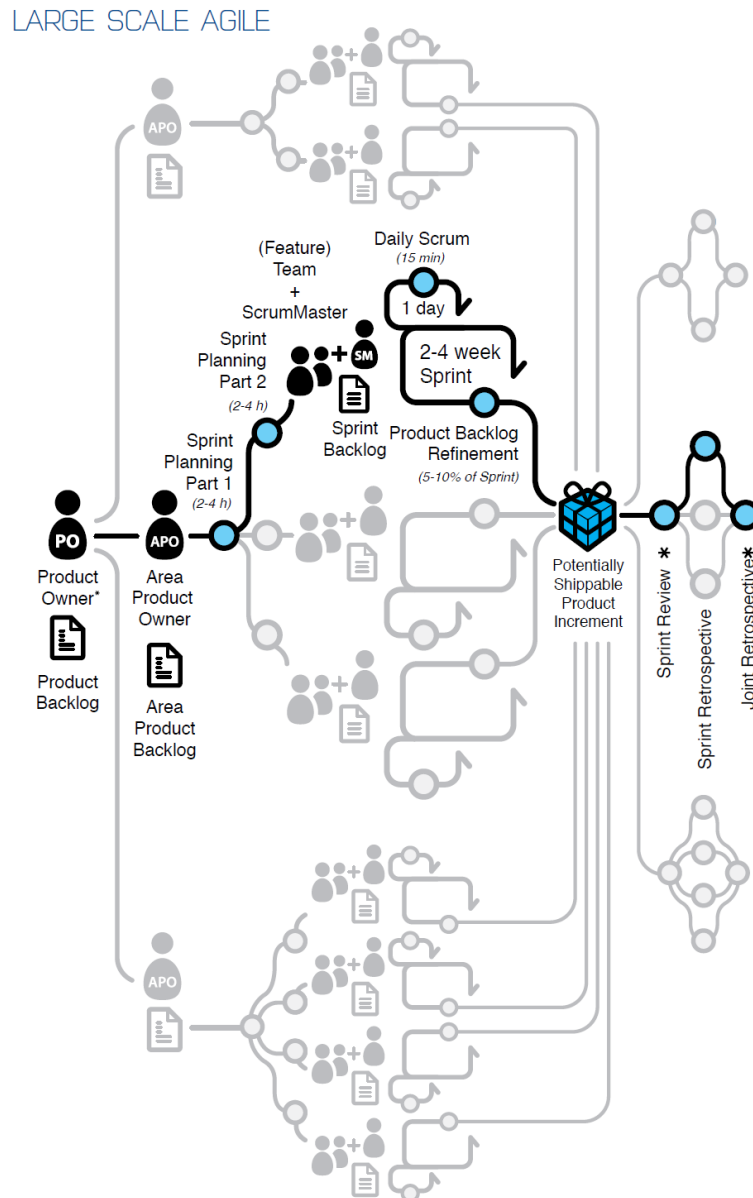 LARGE SCALE AGILE
APO
Daily Scrum
(15 min)
(Feature)
Team
+
ScrumMaster
1 day
Sprint
Planning
Part 2
(2-4 h)
SM
2-4 week
Sprint
Sprint
Backlog
Product Backlog
Refinement
(5-10% of Sprint)
Sprint
Planning
Part 1
(2-4 h)
PO
APO
Product
Owner*
Product
Backlog
Area
Product
Owner
Area
Product
Backlog
Potentially
Shippable
Product
Increment
Sprint Review *
Sprint Retrospective
Joint Retrospective*
APO